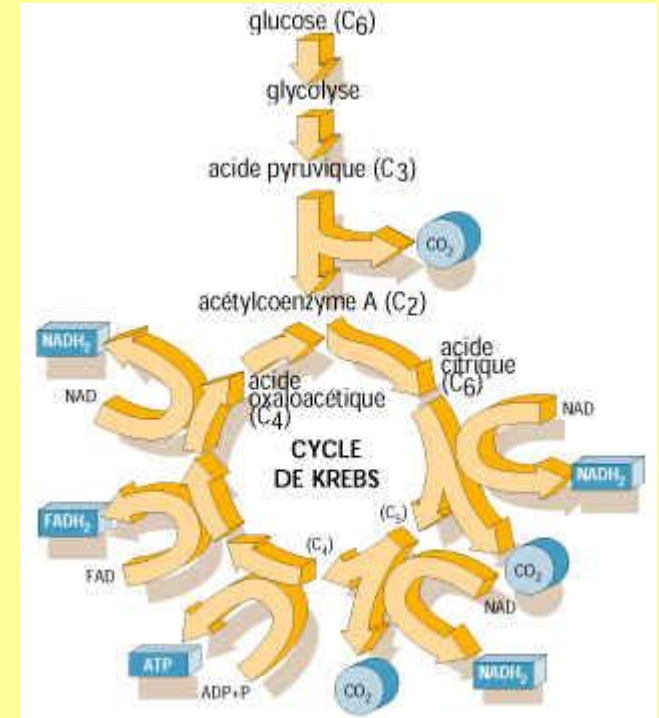 glucose (C6)
glycolyse
acide pyruvique (C3)
CO2
acétylcoenzyme A (C2)
NADH2
NAD
acide
oxaloacétique
(C4)
acide
citrique
(C6)
NAD
NADH2
CYCLE
DE KREBS
FADH2
FAD
(C5)
(C4)
CO2
NAD
ATP
ADP+P
CO2
NADH2